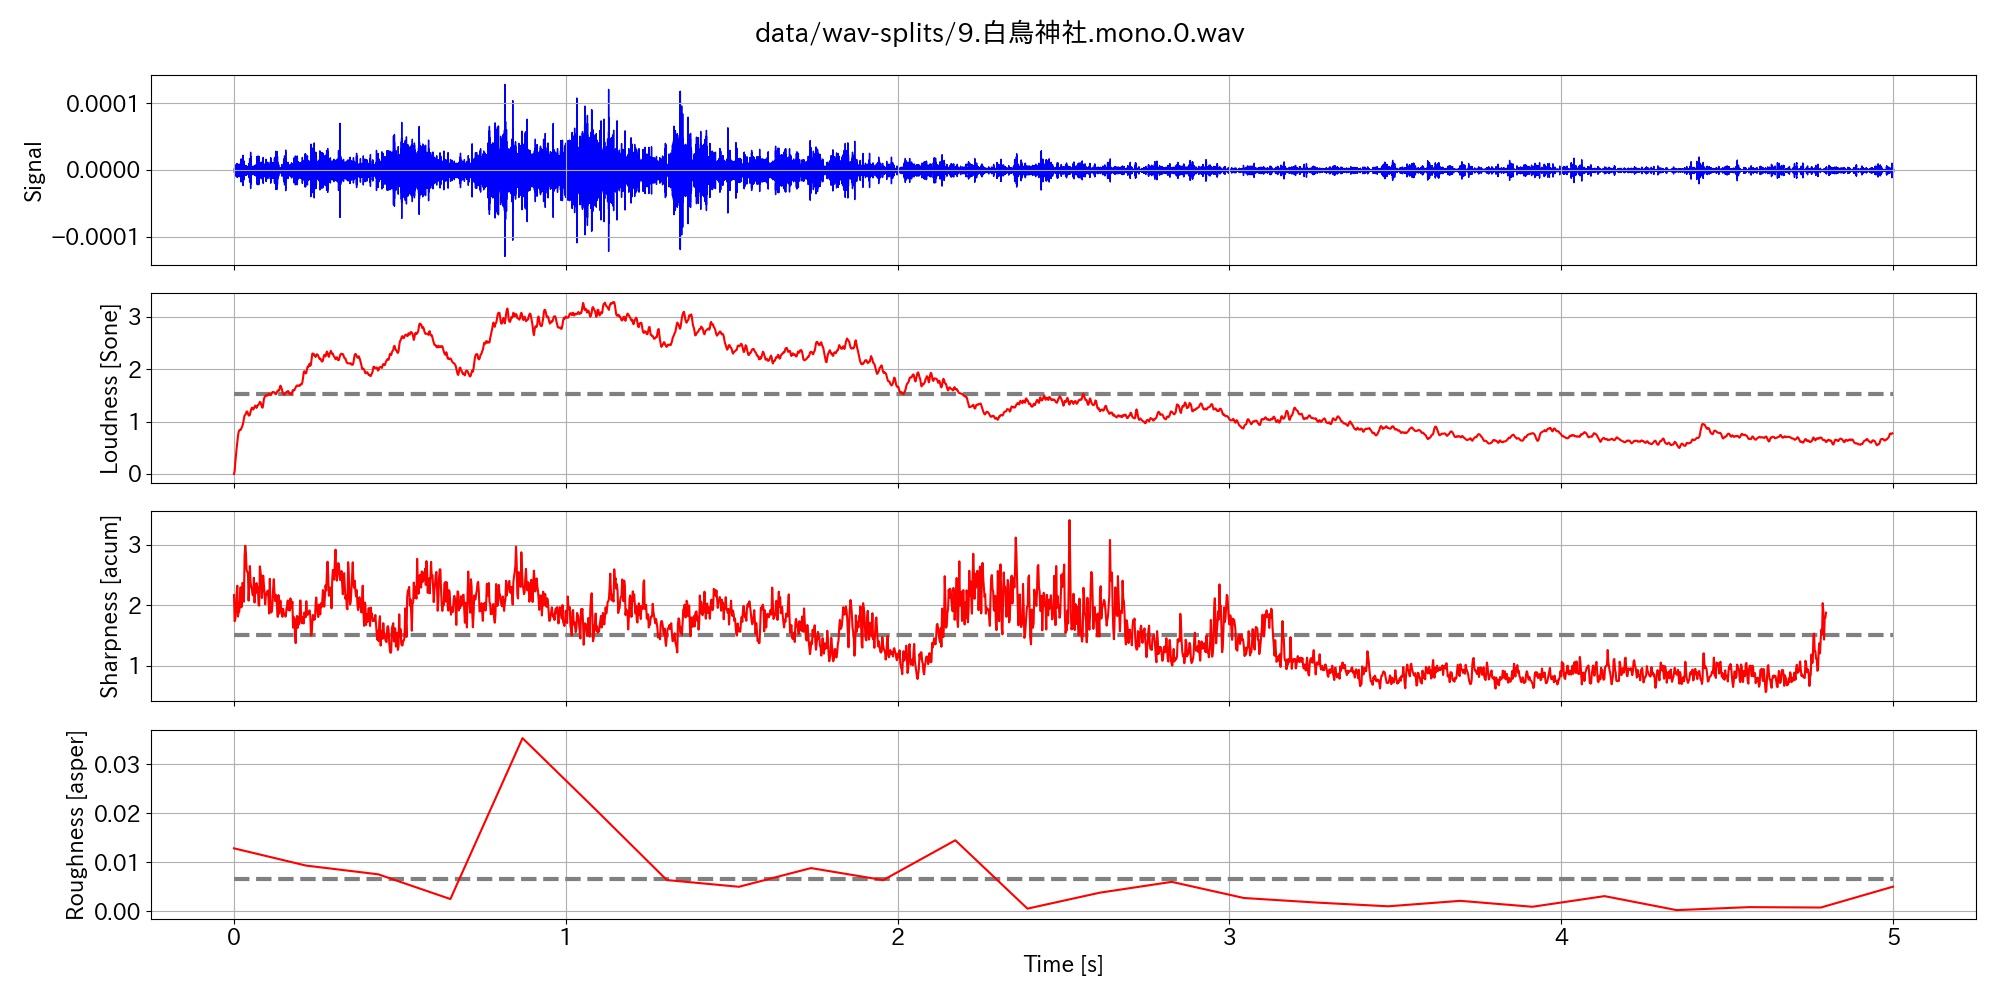 data/wav-splits/9.白鳥神社.mono.0.wav
Signal
0.0001
0.0000
−0.0001
Loudness [Sone]
3
2
1
0
Sharpness [acum]
3
2
1
Roughness [asper]
0.03
0.02
0.01
0.00
0 1 2 3 4 5
Time [s]